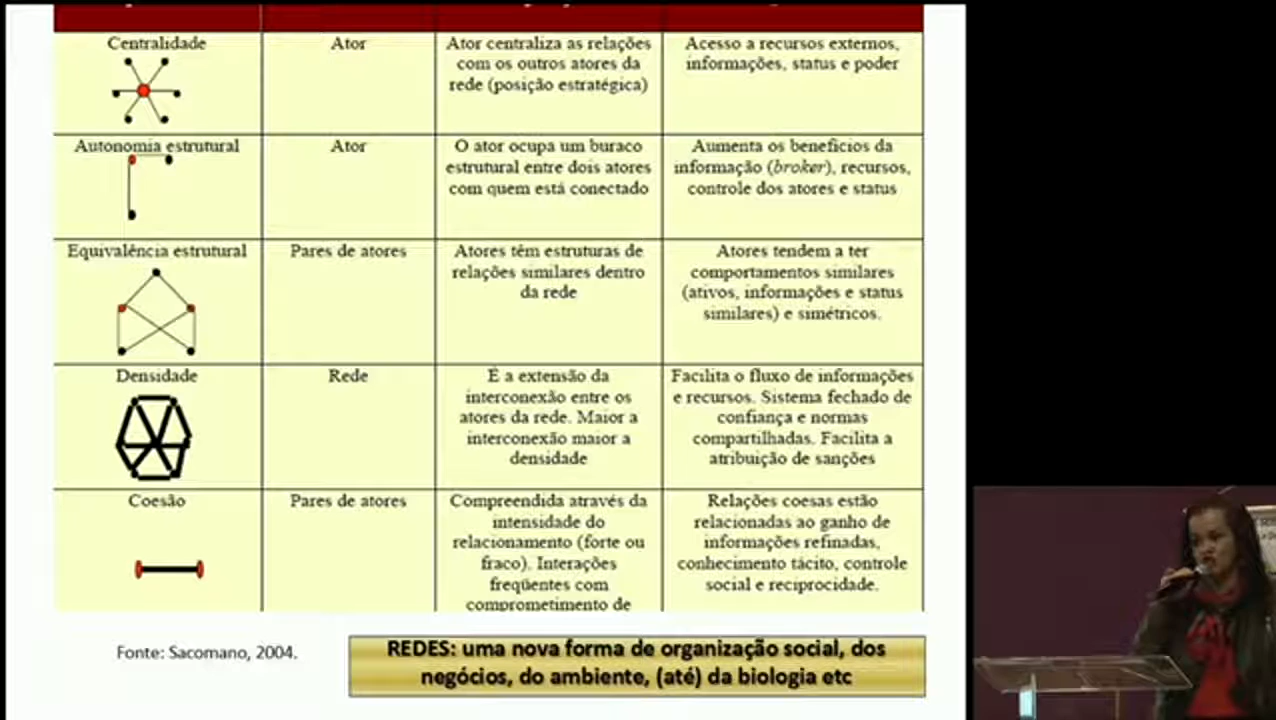 Centralidade
Ator
Ator centraliza as relações
com os outros atores da
rede (posição estratégica)
Acesso a recursos externos,
informações, status e poder
Autonomia estrutural
Ator
O ator ocupa um buraco
estrutural entre dois atores
com quem está conectado
Aumenta os benefícios da
informação (broker), recursos,
controle dos atores e status
Equivalência estrutural
Pares de atores
Atores têm estruturas de
relações similares dentro
da rede
Atores tendem a ter
comportamentos similares
(ativos, informações e status
similares) e simétricos.
Densidade
Rede
É a extensão da
interconexão entre os
atores da rede. Maior a
interconexão maior a
densidade
Facilita o fluxo de informações
e recursos. Sistema fechado de
confiança e normas
compartilhadas. Facilita a
atribuição de sanções
Coesão
Pares de atores
Compreendida através da
intensidade do
relacionamento (forte ou
fraco). Interações
freqüentes com
comprometimento de
Relações coesas estão
relacionadas ao ganho de
informações refinadas,
conhecimento tácito, controle
social e reciprocidade.
Fonte: Sacomano, 2004.
REDES: uma nova forma de organização social, dos
negócios, do ambiente, (até) da biologia etc